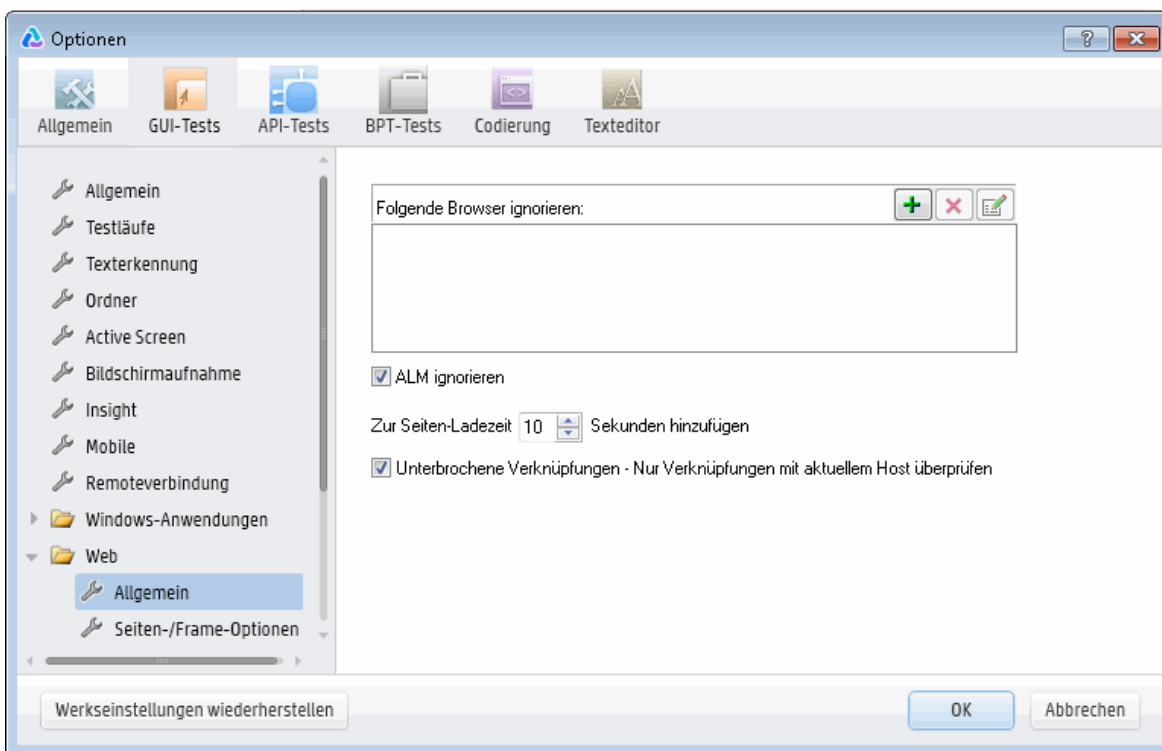 Optionen
Allgemein GUI-Tests API-Tests BPT-Tests Codierung Texteditor
Allgemein
Testläufe
Texterkennung
Ordner
Active Screen
Bildschirmaufnahme
Insight
Mobile
Remoteverbindung
Windows-Anwendungen
Web
Allgemein
Seiten-/Frame-Optionen
Folgende Browser ignorieren:
ALM ignorieren
Zur Seiten-Ladezeit 10 Sekunden hinzufügen
Unterbrochene Verknüpfungen - Nur Verknüpfungen mit aktuellem Host überprüfen
Werkseinstellungen wiederherstellen OK Abbrechen